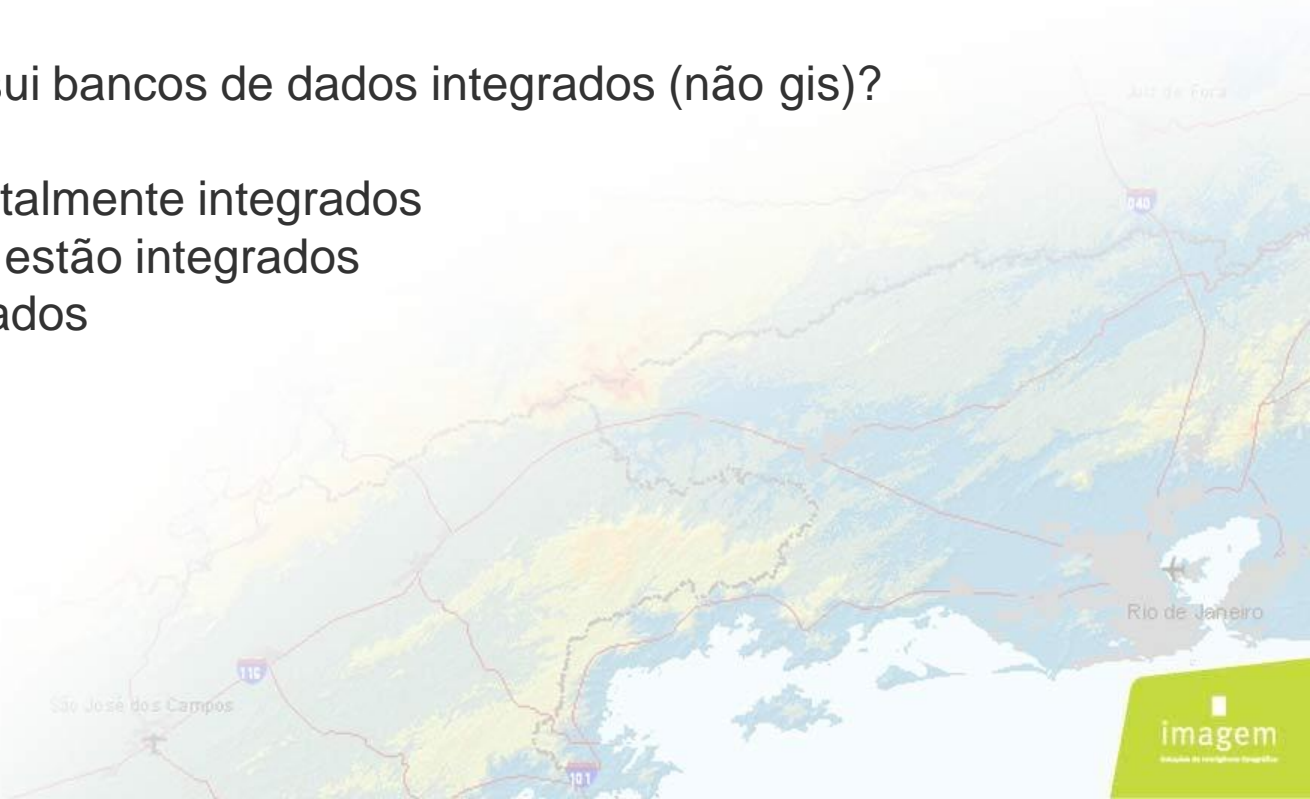 sui bancos de dados integrados (não gis)?
talmente integrados
estão integrados
ados
Juiz de Fora
040
116
São José dos Campos
Rio de Janeiro
101
imagem